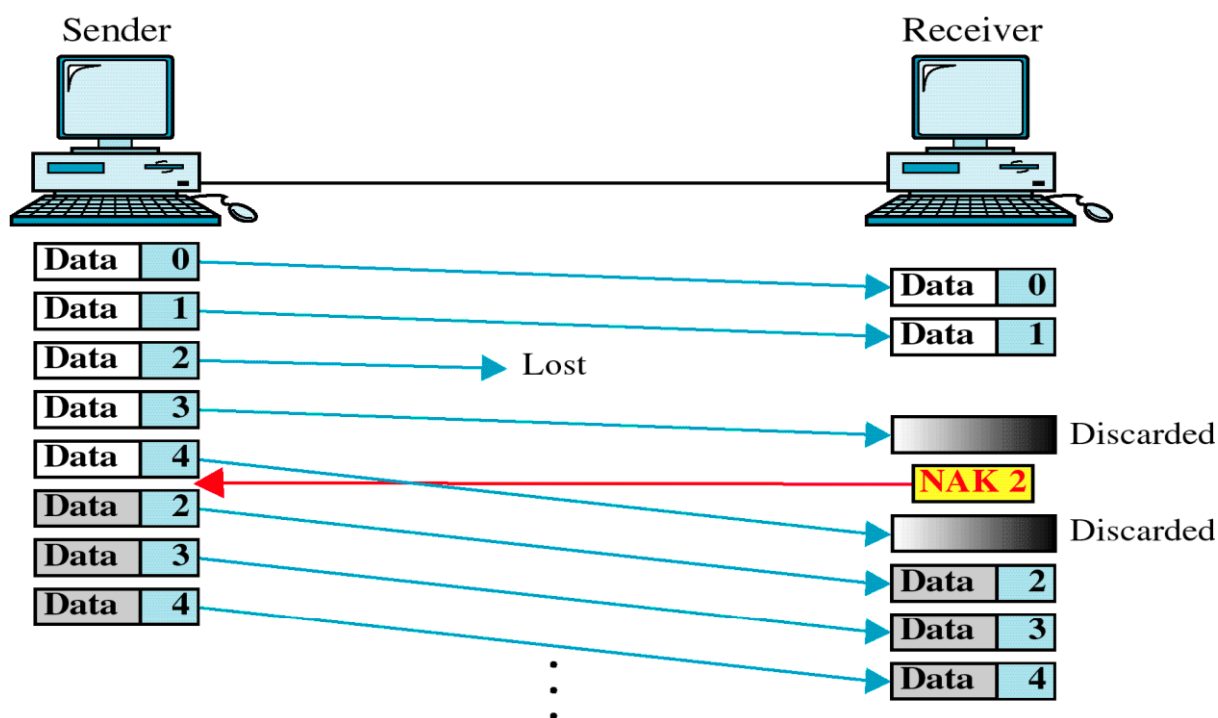 Sender
Receiver
Data 0
Data 0
Data 1
Data 1
Data 2
Lost
Data 3
Discarded
Data 4
NAK 2
Data 2
Discarded
Data 3
Data 2
Data 4
Data 3
Data 4